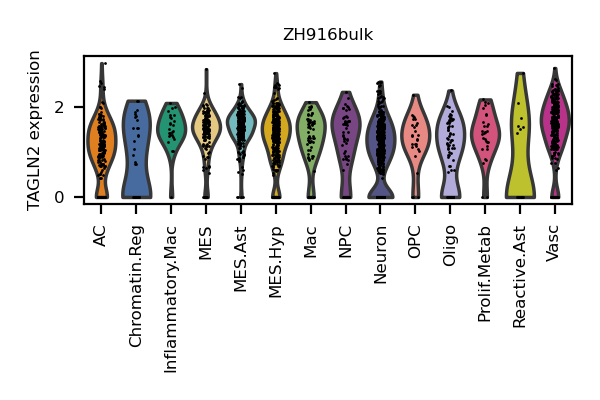 ZH916bulk
TAGLN2 expression
2
0
AC
Chromatin.Reg
Inflammatory.Mac
MES
MES.Ast
MES.Hyp
Mac
NPC
Neuron
OPC
Oligo
Prolif.Metab
Reactive.Ast
Vasc